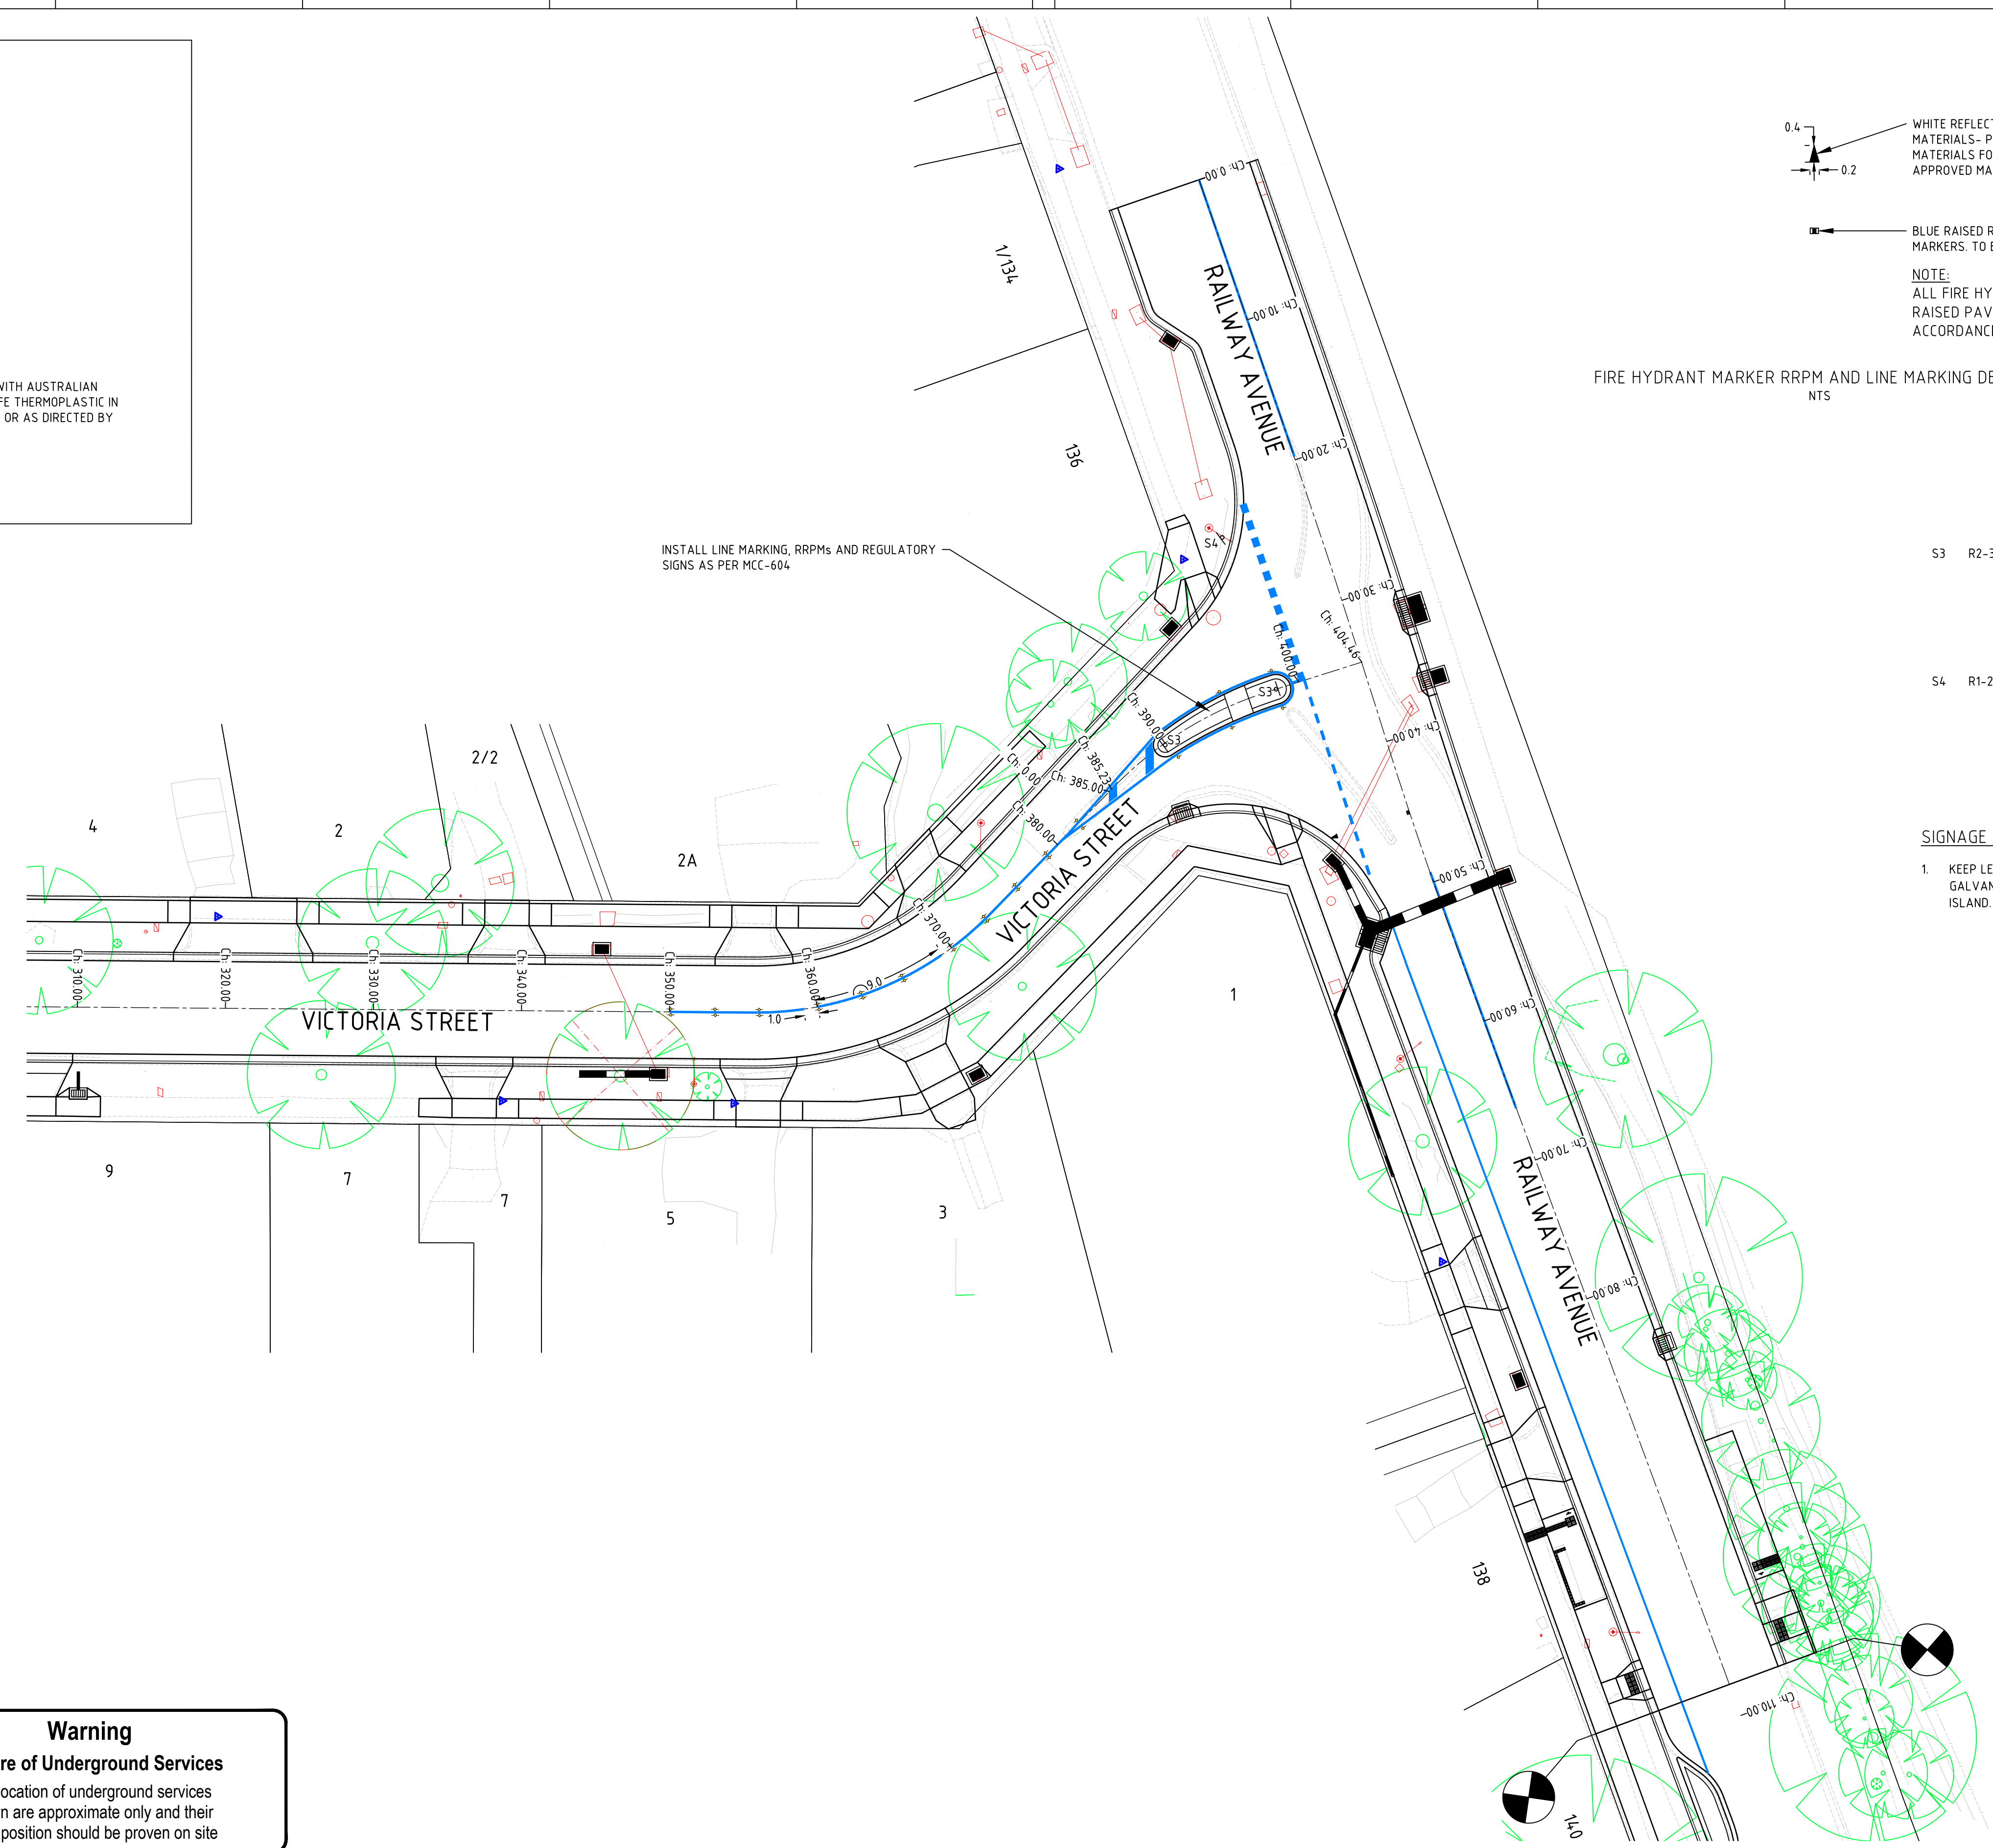 WITH AUSTRALIAN
FE THERMOPLASTIC IN
OR AS DIRECTED BY
0.4
0.2
WHITE REFLECT
MATERIALS- P
MATERIALS FO
APPROVED MA
BLUE RAISED R
MARKERS. TO B
NOTE:
ALL FIRE HY
RAISED PAV
ACCORDANC
FIRE HYDRANT MARKER RRPM AND LINE MARKING DE
NTS
S3 R2-3
S4 R1-2
SIGNAGE
1. KEEP LE
GALVAN
ISLAND.
INSTALL LINE MARKING, RRPMs AND REGULATORY
SIGNS AS PER MCC-604
1/134
136
RAILWAY AVENUE
Ch: 0.00
Ch: 10.00
Ch: 20.00
Ch: 30.00
Ch: 40.00
Ch: 50.00
Ch: 60.00
Ch: 70.00
Ch: 80.00
Ch: 110.00
RAILWAY AVENUE
S4
S3
S3
Ch: 404.46
Ch: 400.00
Ch: 390.00
Ch: 385.23
Ch: 385.00
Ch: 0.00
Ch: 380.00
Ch: 370.00
Ch: 360.00
Ch: 350.00
Ch: 340.00
Ch: 330.00
Ch: 320.00
Ch: 310.00
9.0
1.0
VICTORIA STREET
VICTORIA STREET
4
2
2/2
2A
9
7
7
5
3
1
138
140
Warning
re of Underground Services
ocation of underground services
n are approximate only and their
position should be proven on site